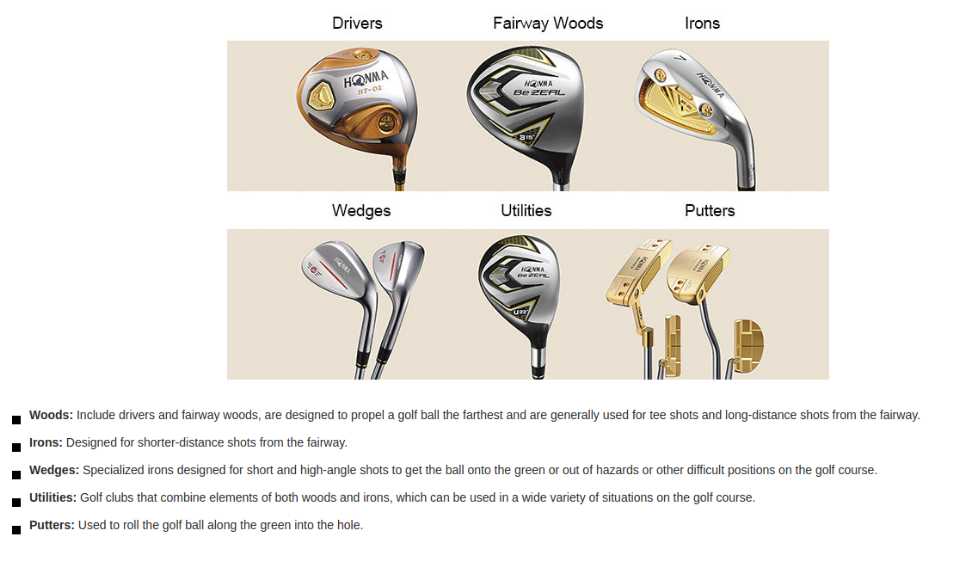 Drivers Fairway Woods Irons
HONMA
HT-02
HONMA
Be ZEAL
3 15°
7
HONMA
Wedges Utilities Putters
HONMA
HONMA
Be ZEAL
U 22°
HONMA
HONMA
Woods: Include drivers and fairway woods, are designed to propel a golf ball the farthest and are generally used for tee shots and long-distance shots from the fairway.
Irons: Designed for shorter-distance shots from the fairway.
Wedges: Specialized irons designed for short and high-angle shots to get the ball onto the green or out of hazards or other difficult positions on the golf course.
Utilities: Golf clubs that combine elements of both woods and irons, which can be used in a wide variety of situations on the golf course.
Putters: Used to roll the golf ball along the green into the hole.